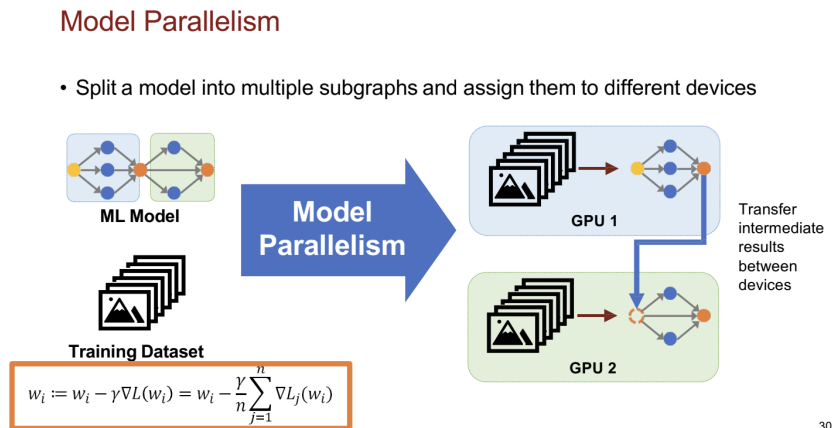 Model Parallelism
• Split a model into multiple subgraphs and assign them to different devices
ML Model
Training Dataset
w_i := w_i − γ∇L(w_i) = w_i − γ/n ∑_{j=1}^{n} ∇L_j(w_i)
Model
Parallelism
GPU 1
GPU 2
Transfer
intermediate
results
between
devices
30